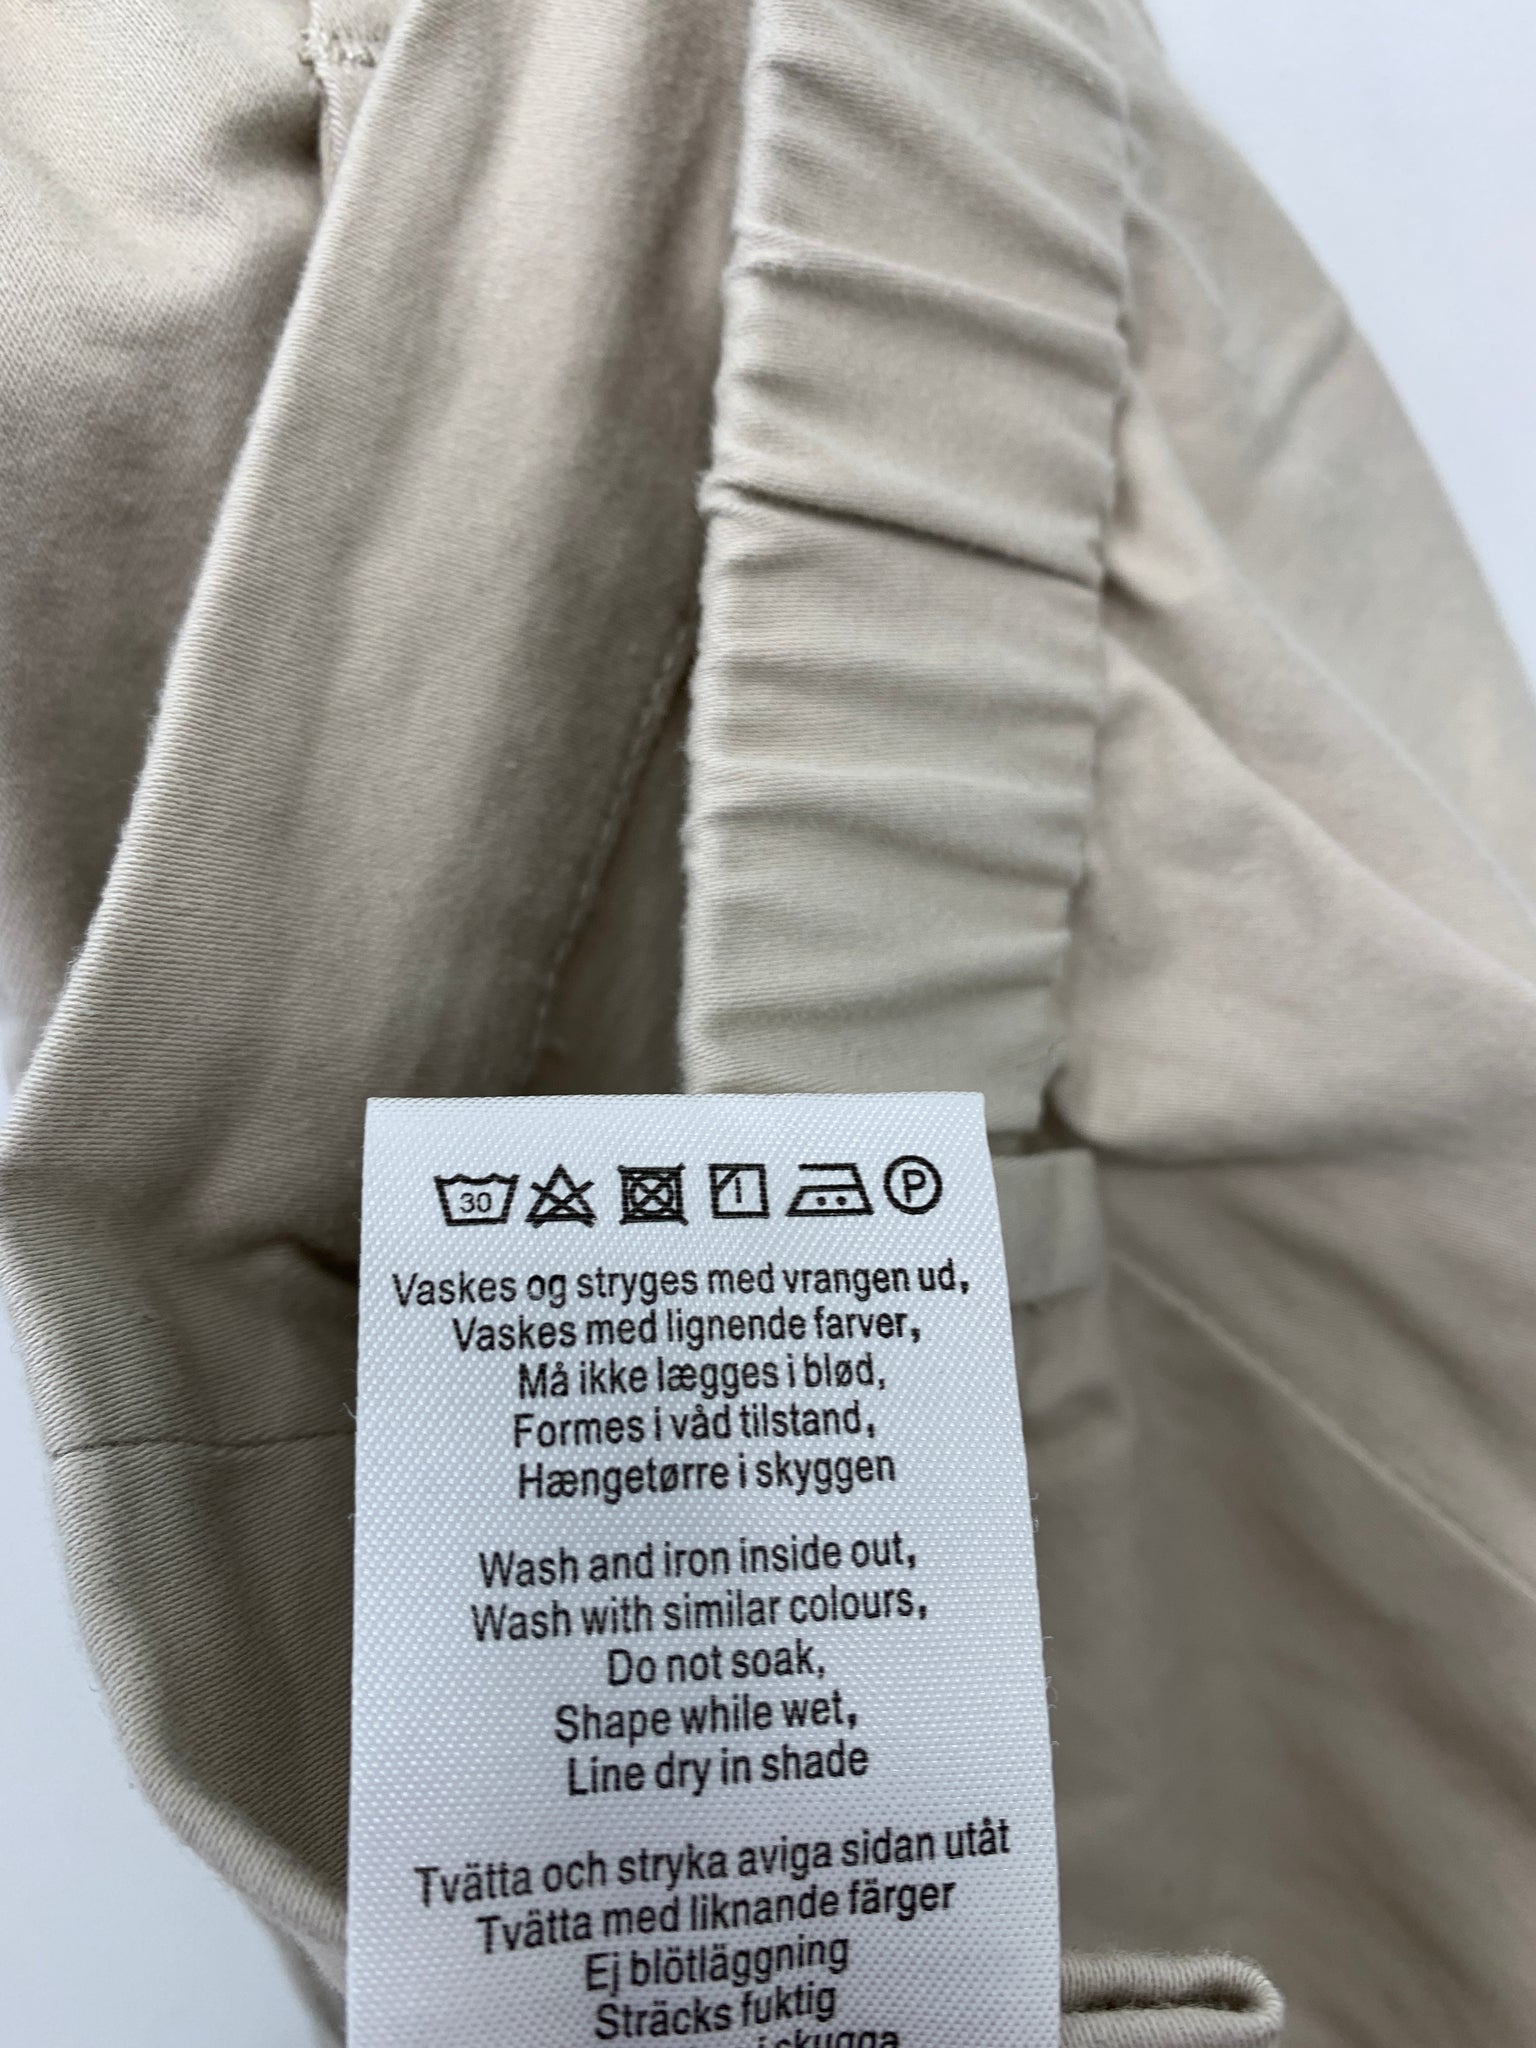 30 P
Vaskes og stryges med vrangen ud,
Vaskes med lignende farver,
Må ikke lægges i blød,
Formes i våd tilstand,
Hængetørre i skyggen
Wash and iron inside out,
Wash with similar colours,
Do not soak,
Shape while wet,
Line dry in shade
Tvätta och stryka aviga sidan utåt
Tvätta med liknande färger
Ej blötläggning
Sträcks fuktig
i skugga